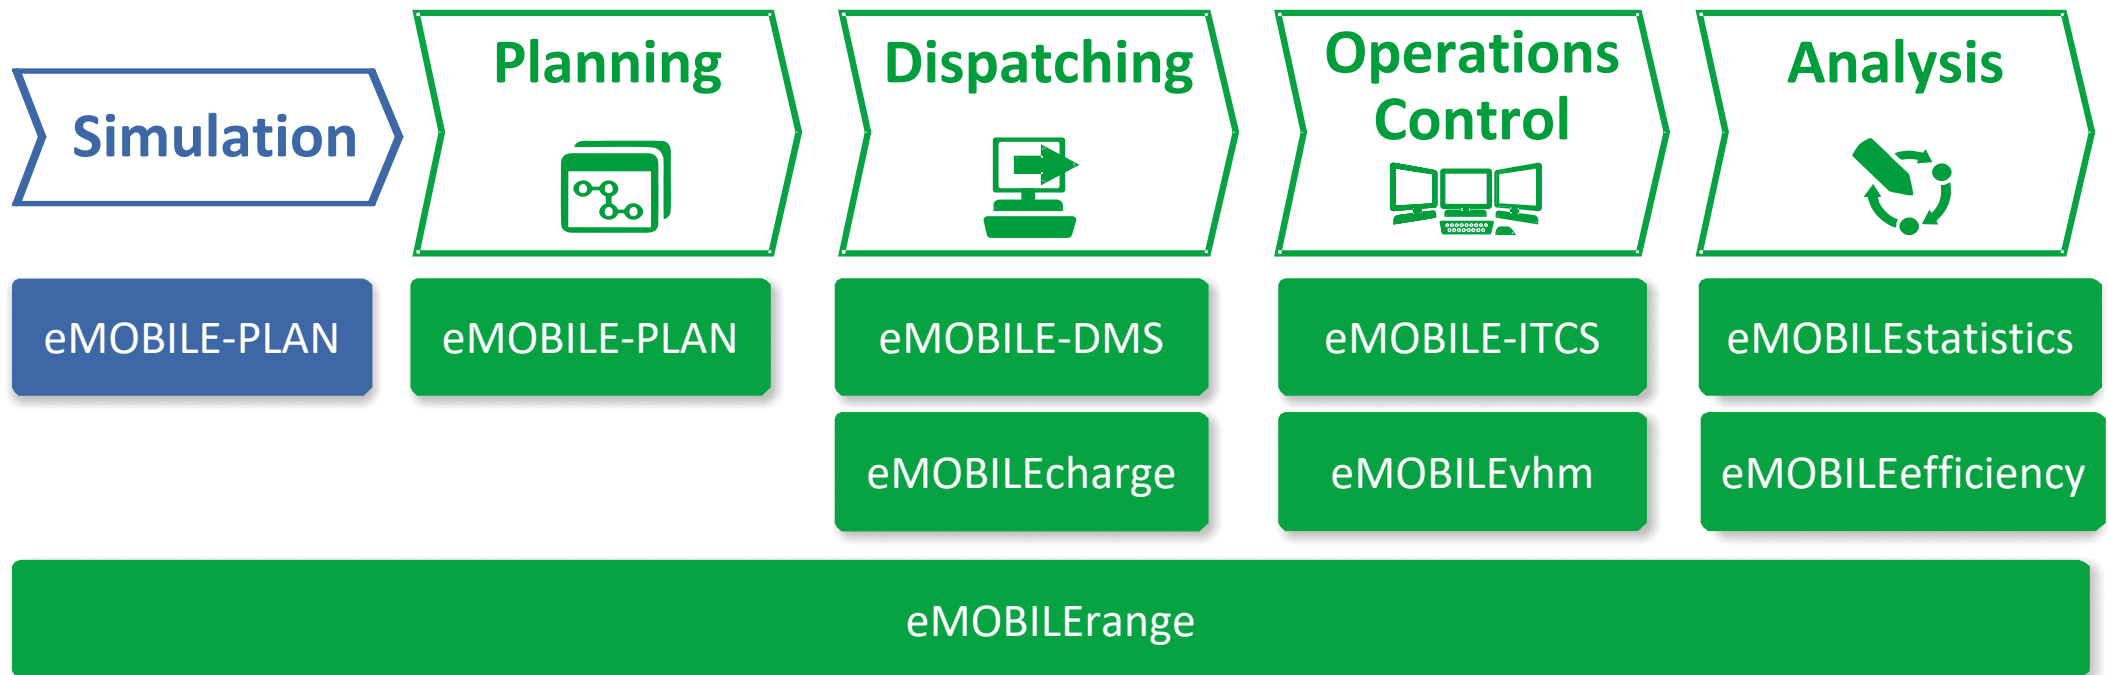 Simulation
Planning
Dispatching
Operations
Control
Analysis
eMOBILE-PLAN
eMOBILE-PLAN
eMOBILE-DMS
eMOBILE-ITCS
eMOBILEstatistics
eMOBILEcharge
eMOBILEvhm
eMOBILEefficiency
eMOBILErange